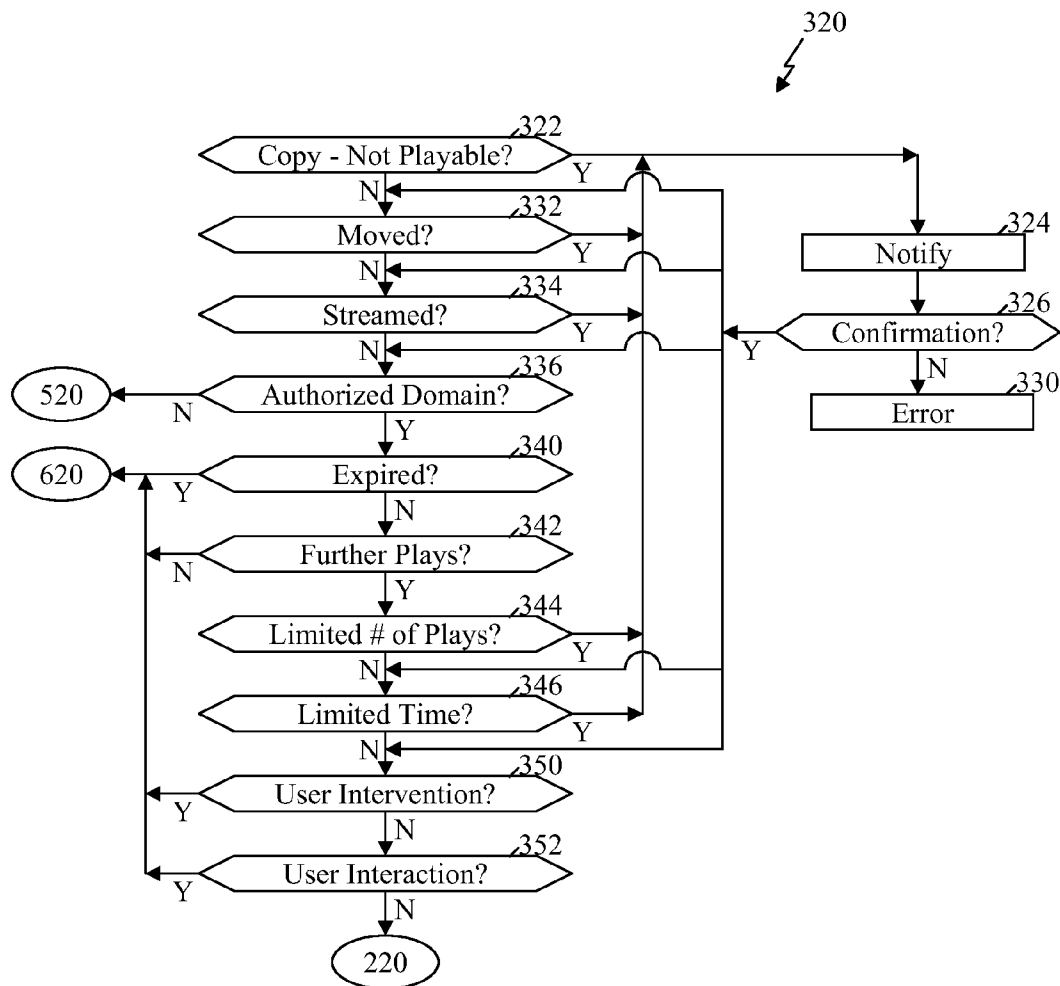 320
322
Copy - Not Playable?
Y
N
332
Moved?
Y
N
324
Notify
334
Streamed?
Y
N
326
Confirmation?
Y
N
336
Authorized Domain?
N
Y
520
330
Error
340
Expired?
Y
N
620
342
Further Plays?
N
Y
344
Limited # of Plays?
Y
N
346
Limited Time?
Y
N
350
User Intervention?
Y
N
352
User Interaction?
Y
N
220